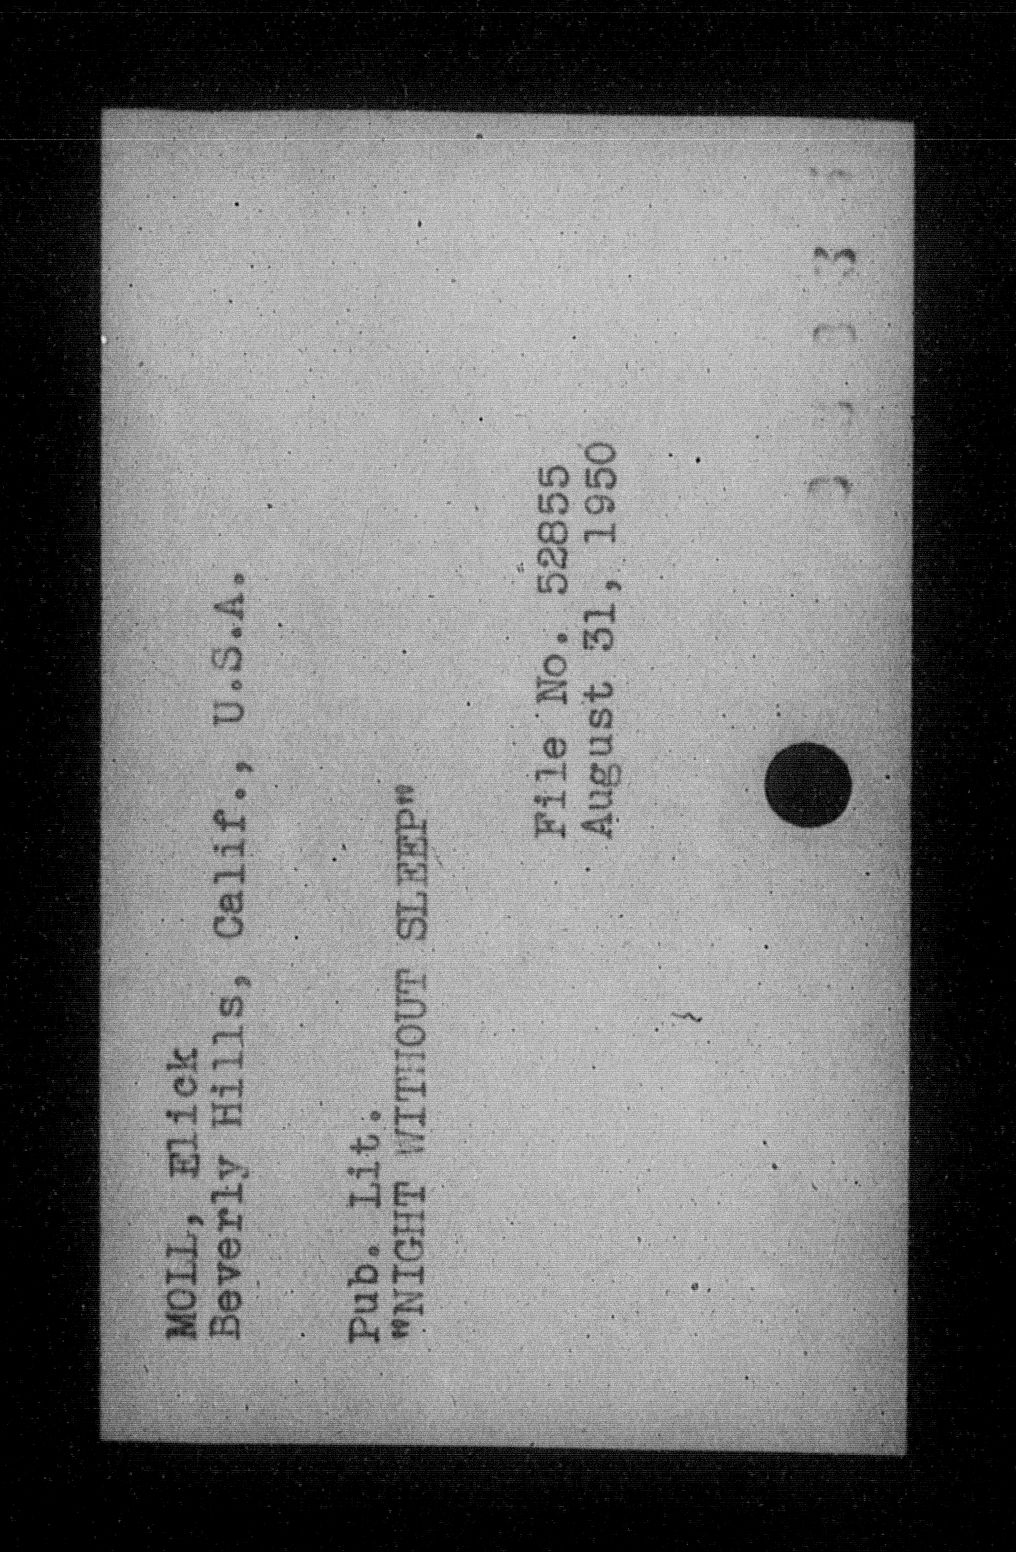 MOLL, Elick
Beverly Hills, Calif., U.S.A.
Pub. Lit.
"NIGHT WITHOUT SLEEP"
File No. 52855
August 31, 1950